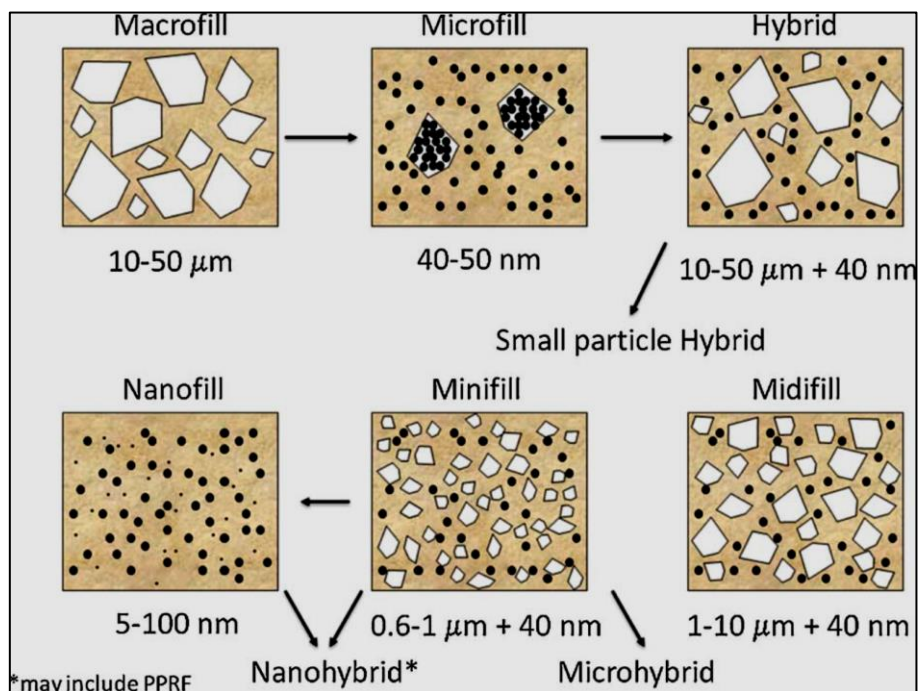 Macrofill
Microfill
Hybrid
10-50 μm
40-50 nm
10-50 μm + 40 nm
Small particle Hybrid
Nanofill
Minifill
Midifill
5-100 nm
0.6-1 μm + 40 nm
1-10 μm + 40 nm
Nanohybrid*
Microhybrid
*may include PPRF